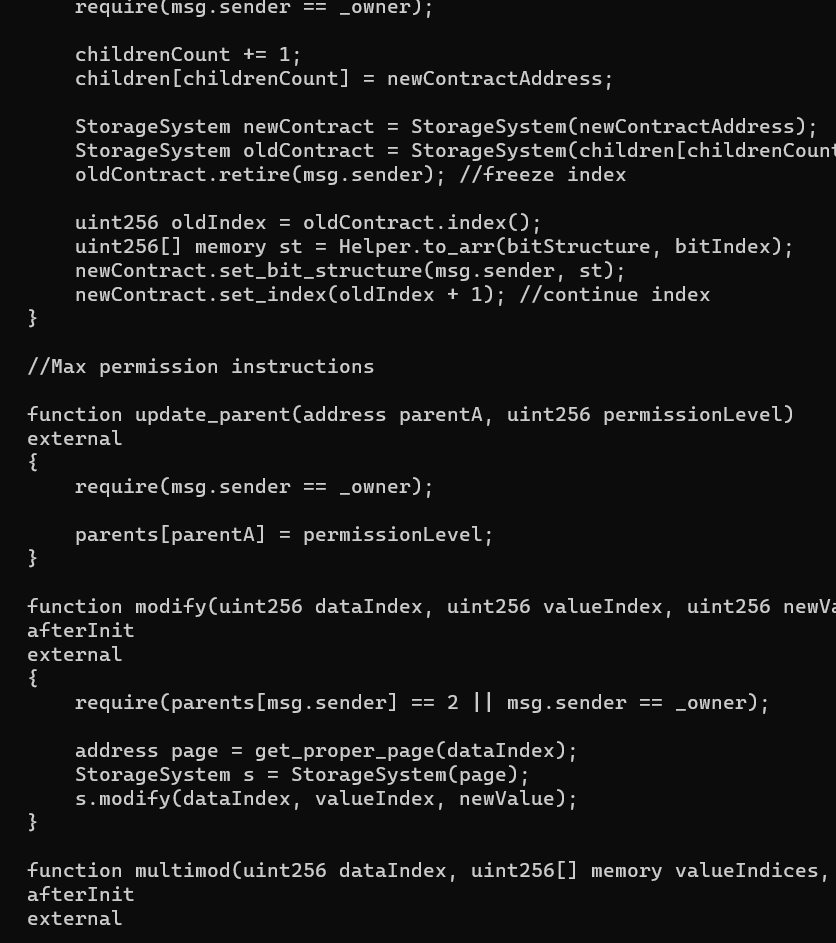 require(msg.sender == _owner);
childrenCount += 1;
children[childrenCount] = newContractAddress;
StorageSystem newContract = StorageSystem(newContractAddress);
StorageSystem oldContract = StorageSystem(children[childrenCount
oldContract.retire(msg.sender); //freeze index
uint256 oldIndex = oldContract.index();
uint256[] memory st = Helper.to_arr(bitStructure, bitIndex);
newContract.set_bit_structure(msg.sender, st);
newContract.set_index(oldIndex + 1); //continue index
}
//Max permission instructions
function update_parent(address parentA, uint256 permissionLevel)
external
{
require(msg.sender == _owner);
parents[parentA] = permissionLevel;
}
function modify(uint256 dataIndex, uint256 valueIndex, uint256 newVa
afterInit
external
{
require(parents[msg.sender] == 2 || msg.sender == _owner);
address page = get_proper_page(dataIndex);
StorageSystem s = StorageSystem(page);
s.modify(dataIndex, valueIndex, newValue);
}
function multimod(uint256 dataIndex, uint256[] memory valueIndices,
afterInit
external